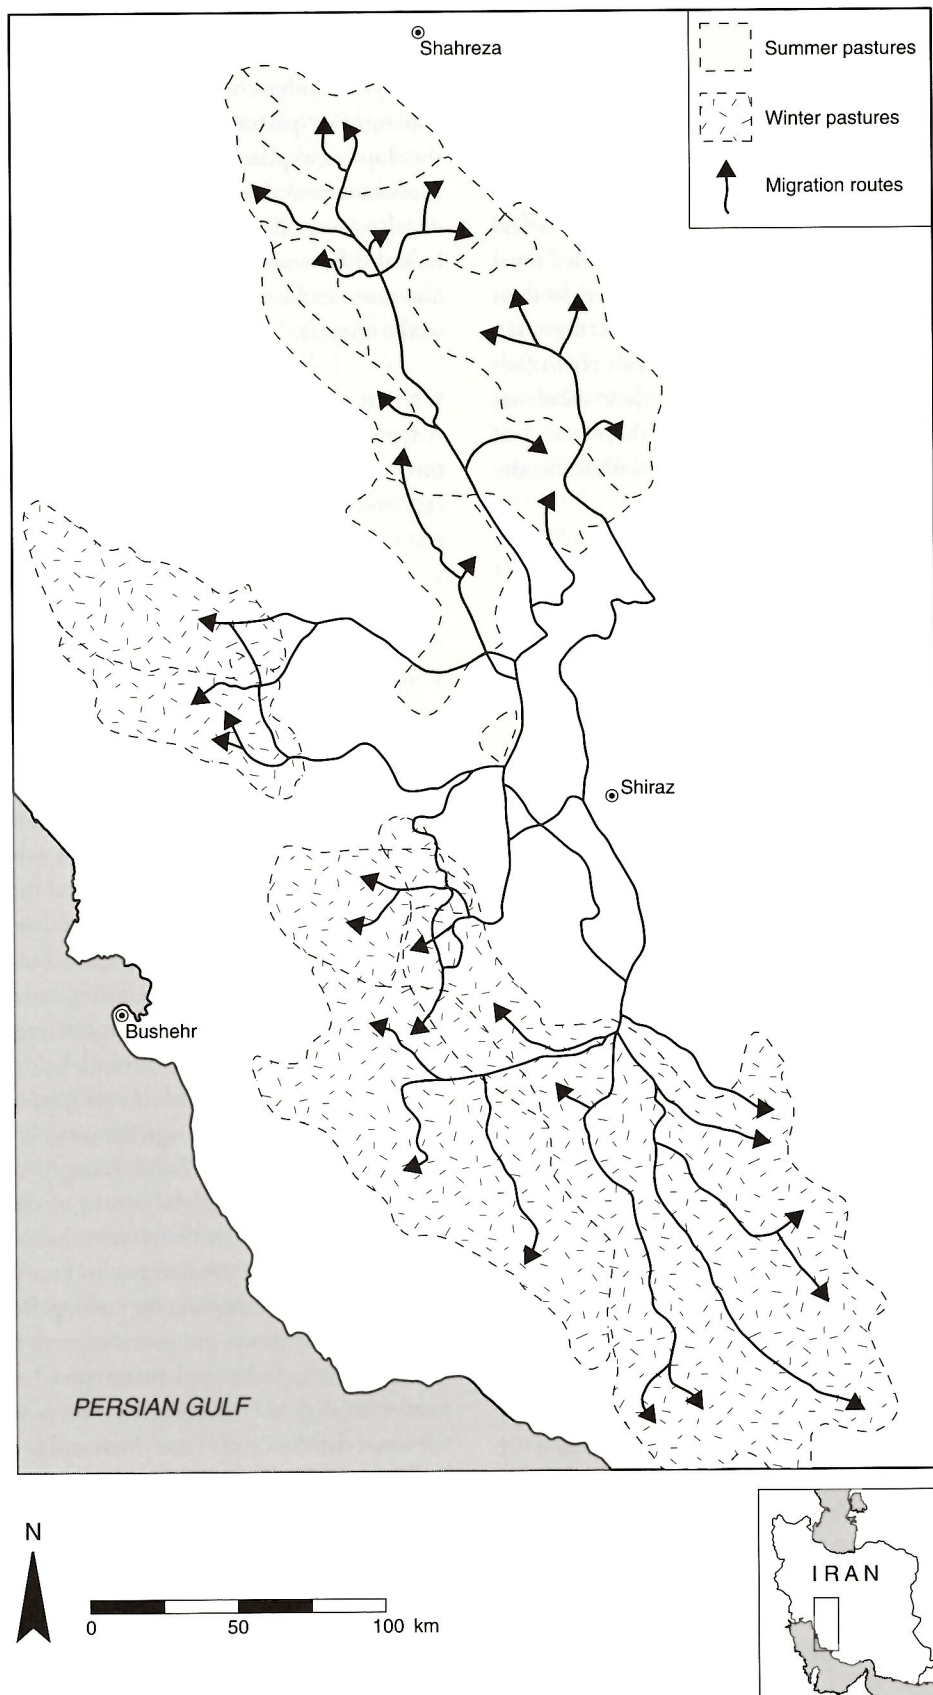 Shahreza
Summer pastures
Winter pastures
Migration routes
Shiraz
Bushehr
PERSIAN GULF
N
0 50 100 km
IRAN